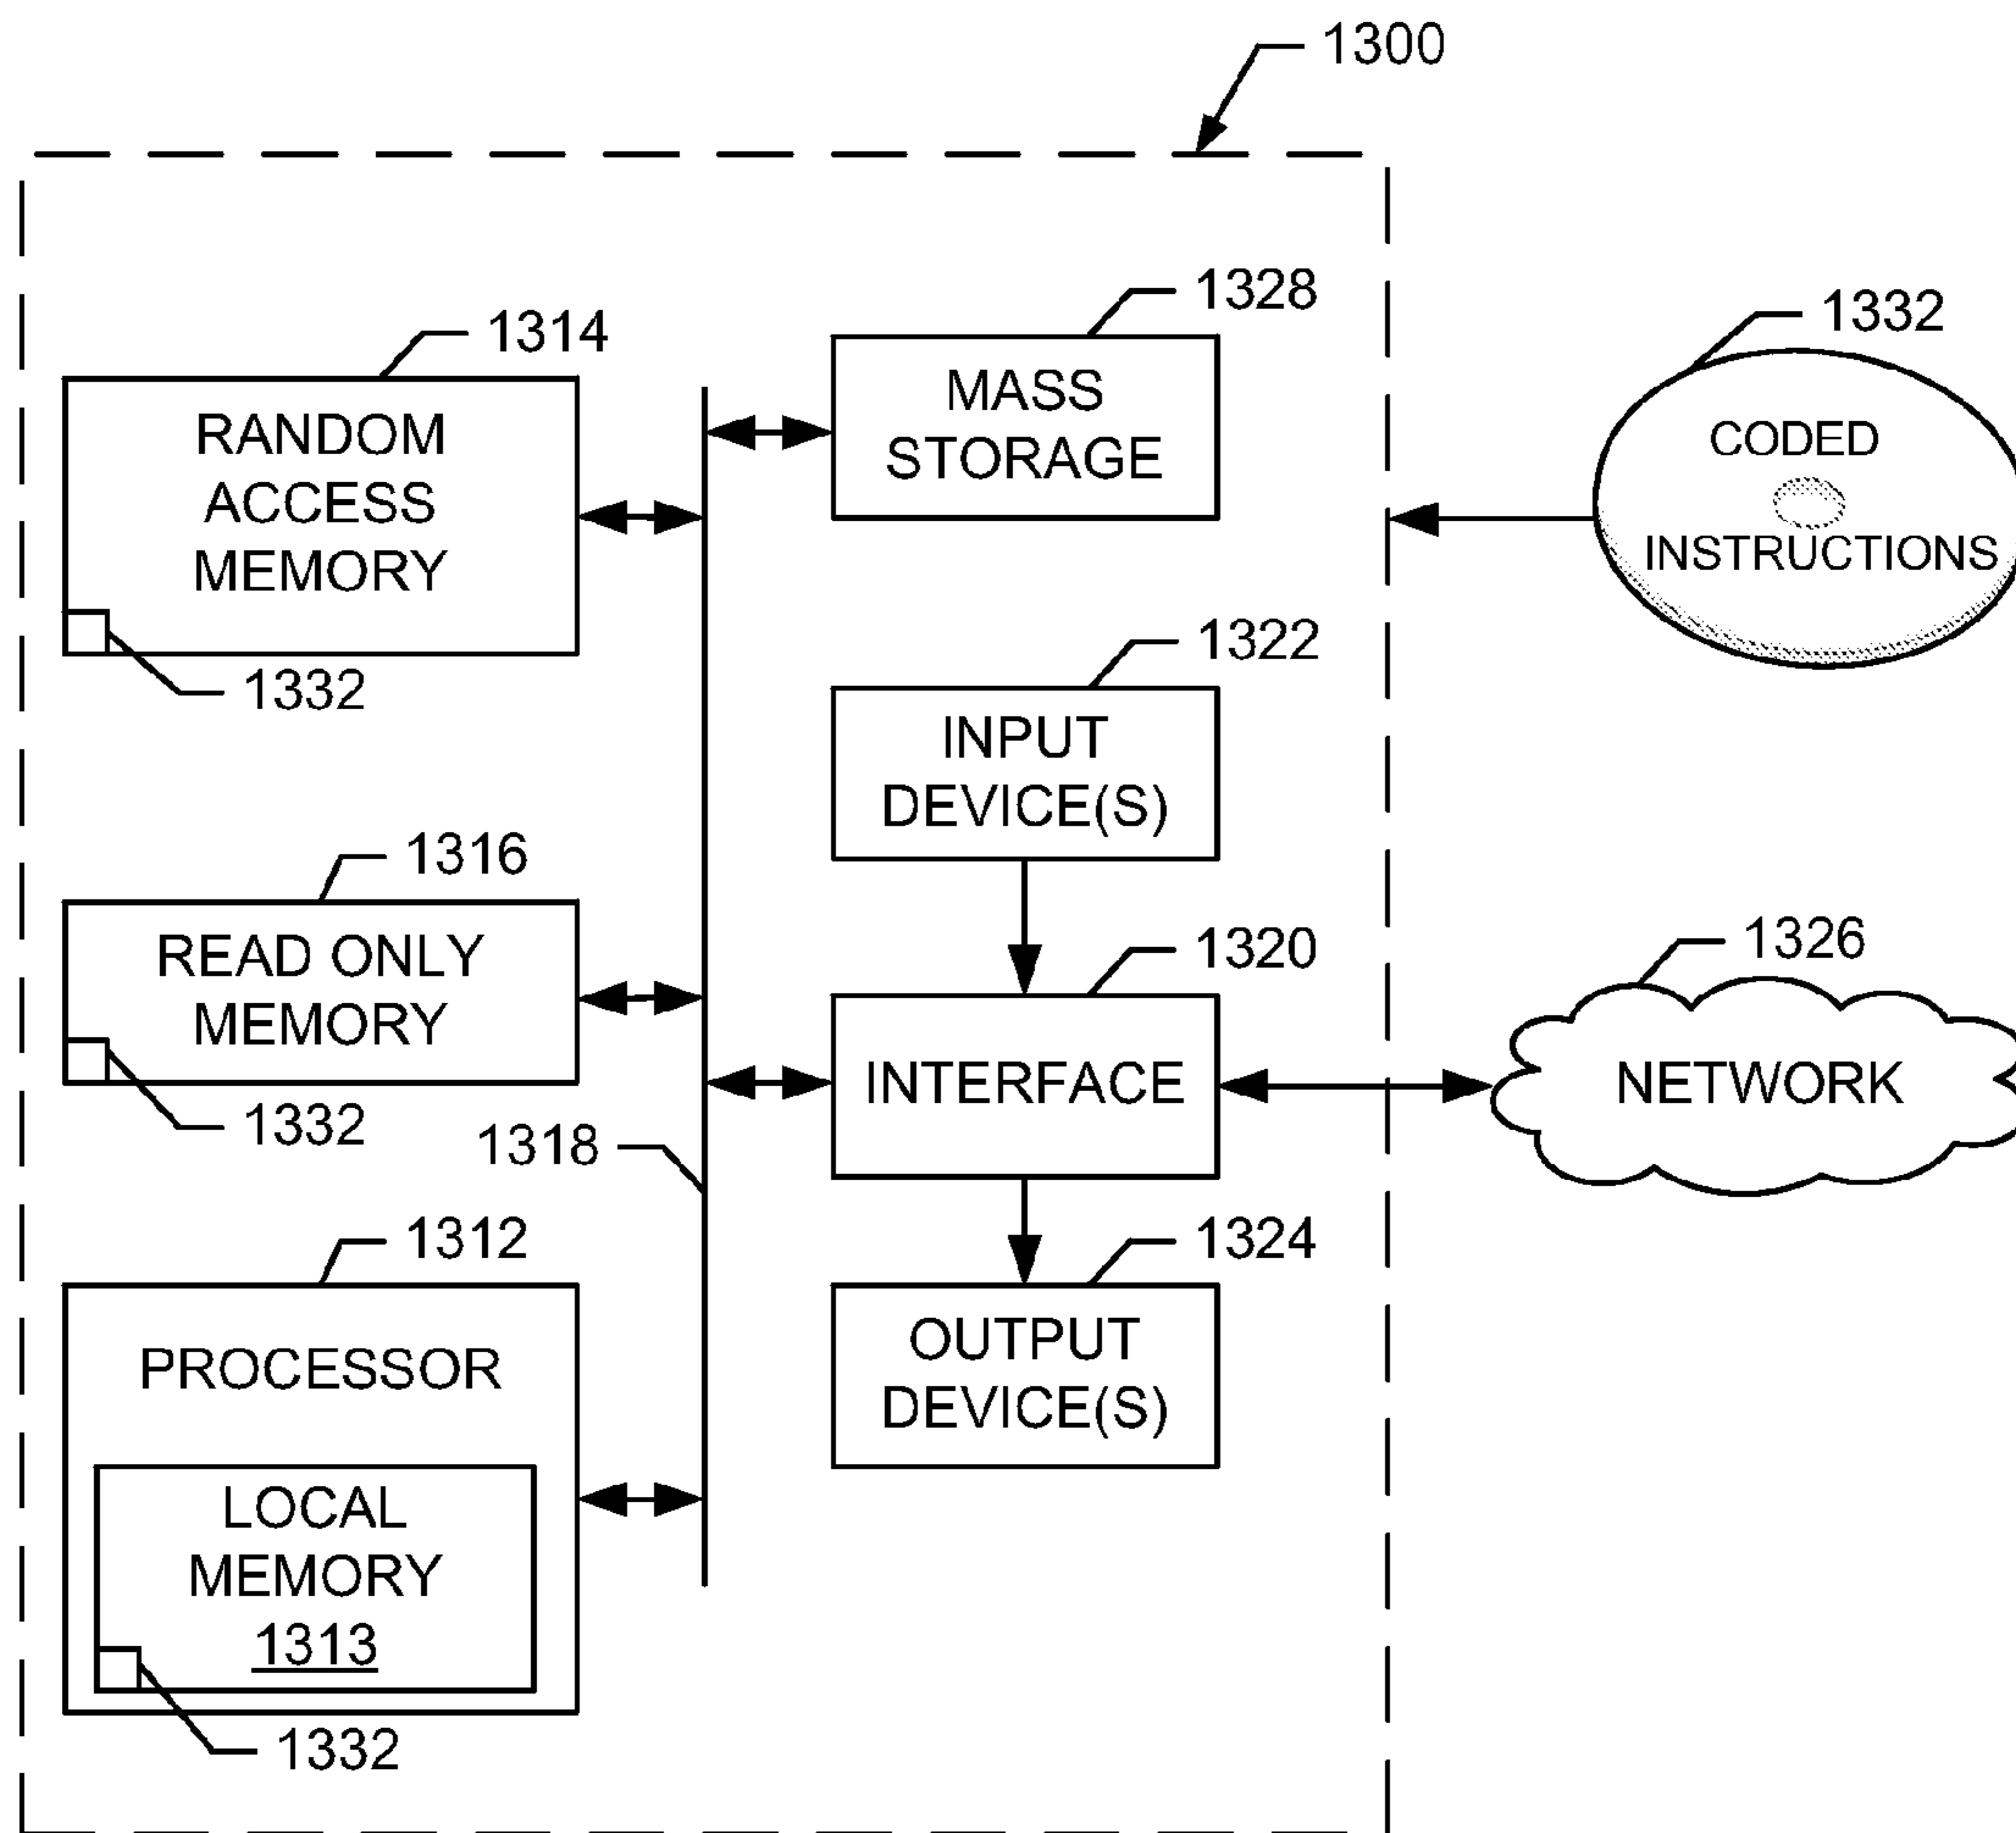 1300
1328
MASS
STORAGE
1314
RANDOM
ACCESS
MEMORY
1332
1332
CODED
INSTRUCTIONS
1322
INPUT
DEVICE(S)
1316
READ ONLY
MEMORY
1332
1320
INTERFACE
1326
NETWORK
1318
1312
PROCESSOR
LOCAL
MEMORY
1313
1332
1324
OUTPUT
DEVICE(S)